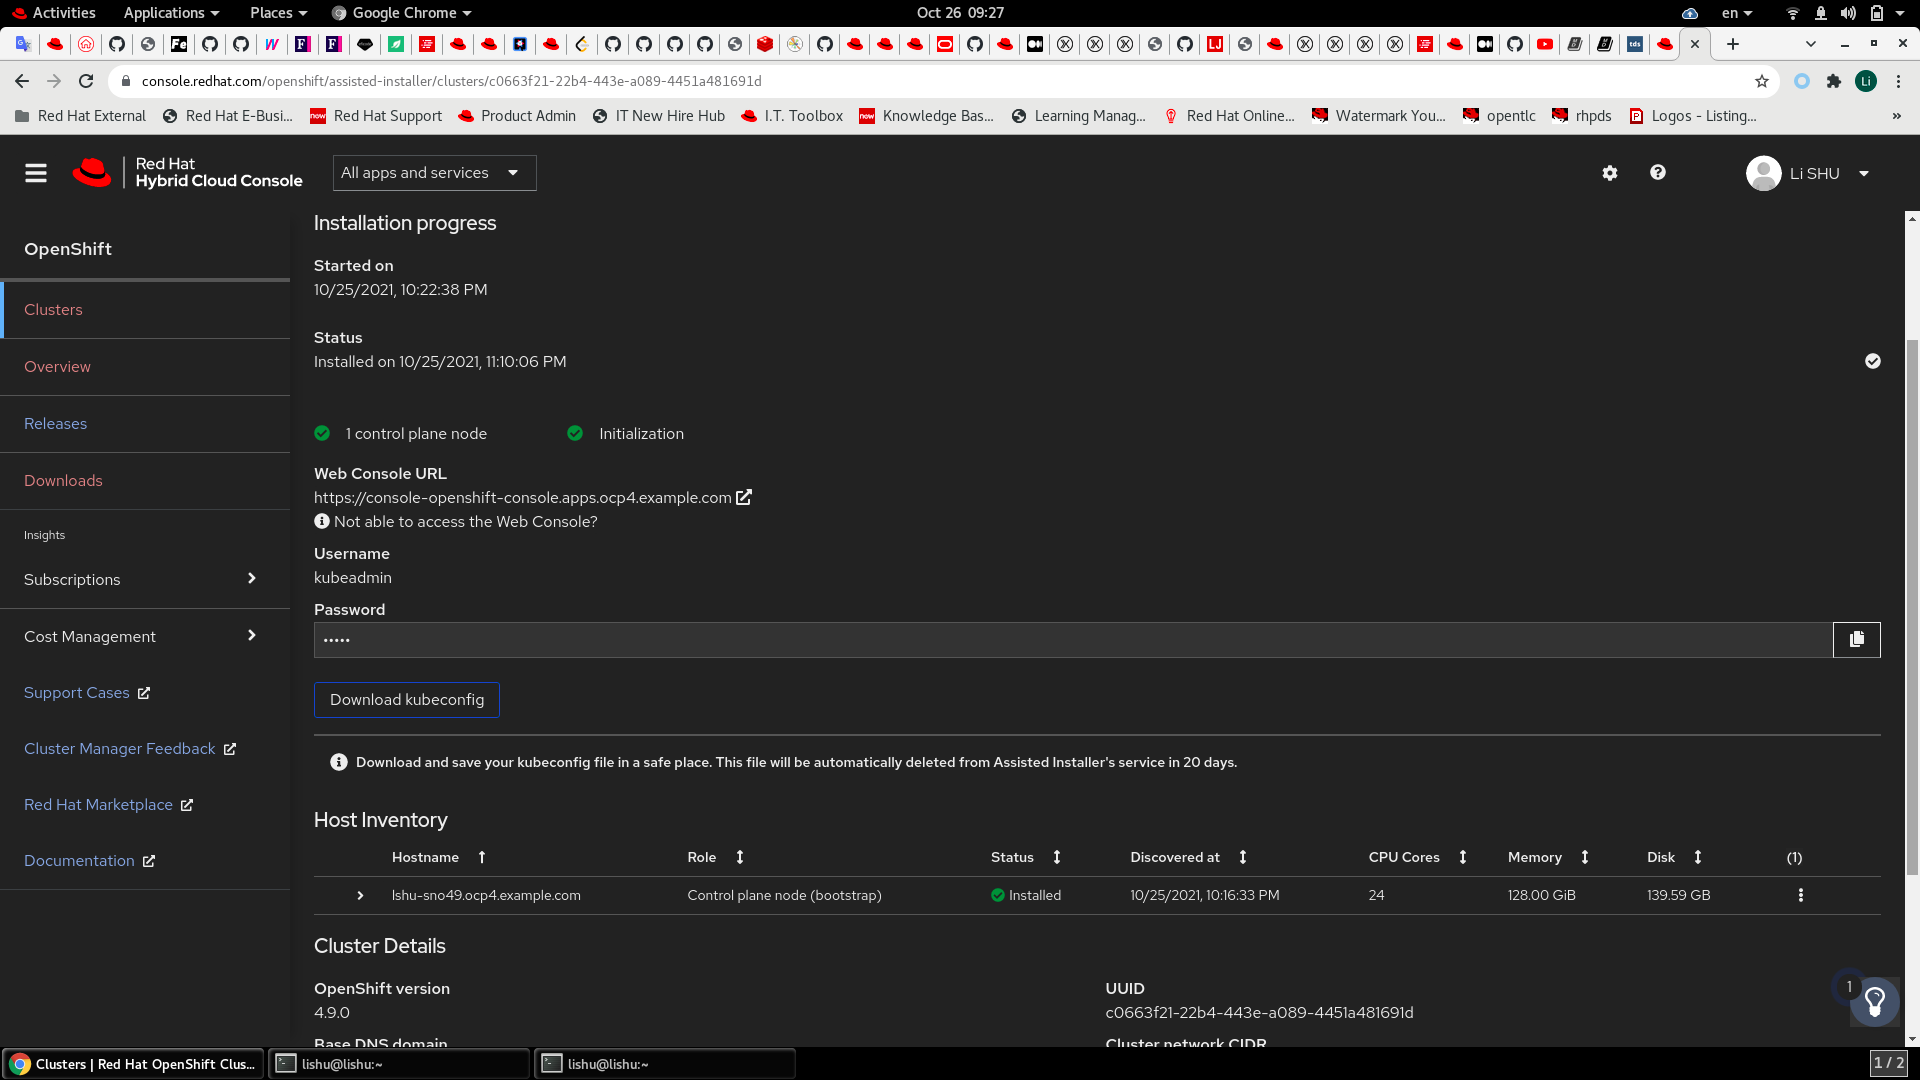 Activities Applications Places Google Chrome Oct 26 09:27 en
console.redhat.com/openshift/assisted-installer/clusters/c0663f21-22b4-443e-a089-4451a481691d Li
Red Hat External Red Hat E-Busi... Red Hat Support Product Admin IT New Hire Hub I.T. Toolbox Knowledge Bas... Learning Manag... Red Hat Online... Watermark You... opentlc rhpds Logos - Listing... »
Red Hat
Hybrid Cloud Console
All apps and services
Li SHU
OpenShift
Clusters
Overview
Releases
Downloads
Insights
Subscriptions
Cost Management
Support Cases
Cluster Manager Feedback
Red Hat Marketplace
Documentation
Installation progress
Started on
10/25/2021, 10:22:38 PM
Status
Installed on 10/25/2021, 11:10:06 PM
1 control plane node Initialization
Web Console URL
https://console-openshift-console.apps.ocp4.example.com
Not able to access the Web Console?
Username
kubeadmin
Password
•••••
Download kubeconfig
Download and save your kubeconfig file in a safe place. This file will be automatically deleted from Assisted Installer's service in 20 days.
Host Inventory
Hostname Role Status Discovered at CPU Cores Memory Disk (1)
lshu-sno49.ocp4.example.com Control plane node (bootstrap) Installed 10/25/2021, 10:16:33 PM 24 128.00 GiB 139.59 GB
Cluster Details
OpenShift version UUID
4.9.0 c0663f21-22b4-443e-a089-4451a481691d
Base DNS domain Cluster network CIDR
1
Clusters | Red Hat OpenShift Clus... lishu@lishu:~ lishu@lishu:~ 1 / 2